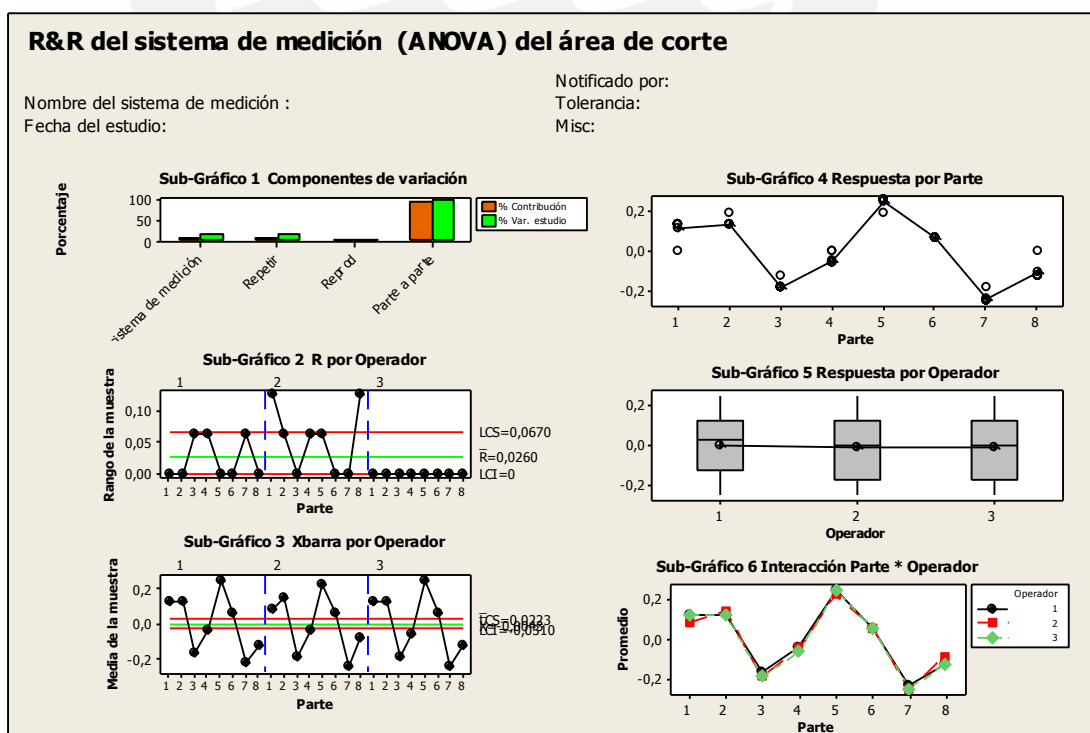 R&R del sistema de medición (ANOVA) del área de corte
Nombre del sistema de medición :
Fecha del estudio:
Notificado por:
Tolerancia:
Misc:
Sub-Gráfico 1 Componentes de variación
Porcentaje
100
50
0
% Contribución
% Var. estudio
sistema de medición
Repetir
Reprod
Parte a parte
Sub-Gráfico 2 R por Operador
1 2 3
Rango de la muestra
0,10
0,05
0,00
LCS=0,0670
R=0,0260
LCI=0
1 2 3 4 5 6 7 8 1 2 3 4 5 6 7 8 1 2 3 4 5 6 7 8
Parte
Sub-Gráfico 3 Xbarra por Operador
1 2 3
Media de la muestra
0,2
0,0
-0,2
1 2 3 4 5 6 7 8 1 2 3 4 5 6 7 8 1 2 3 4 5 6 7 8
Parte
Sub-Gráfico 4 Respuesta por Parte
0,2
0,0
-0,2
1 2 3 4 5 6 7 8
Parte
Sub-Gráfico 5 Respuesta por Operador
0,2
0,0
-0,2
1 2 3
Operador
Sub-Gráfico 6 Interacción Parte * Operador
Promedio
0,2
0,0
-0,2
1 2 3 4 5 6 7 8
Parte
Operador
1
2
3